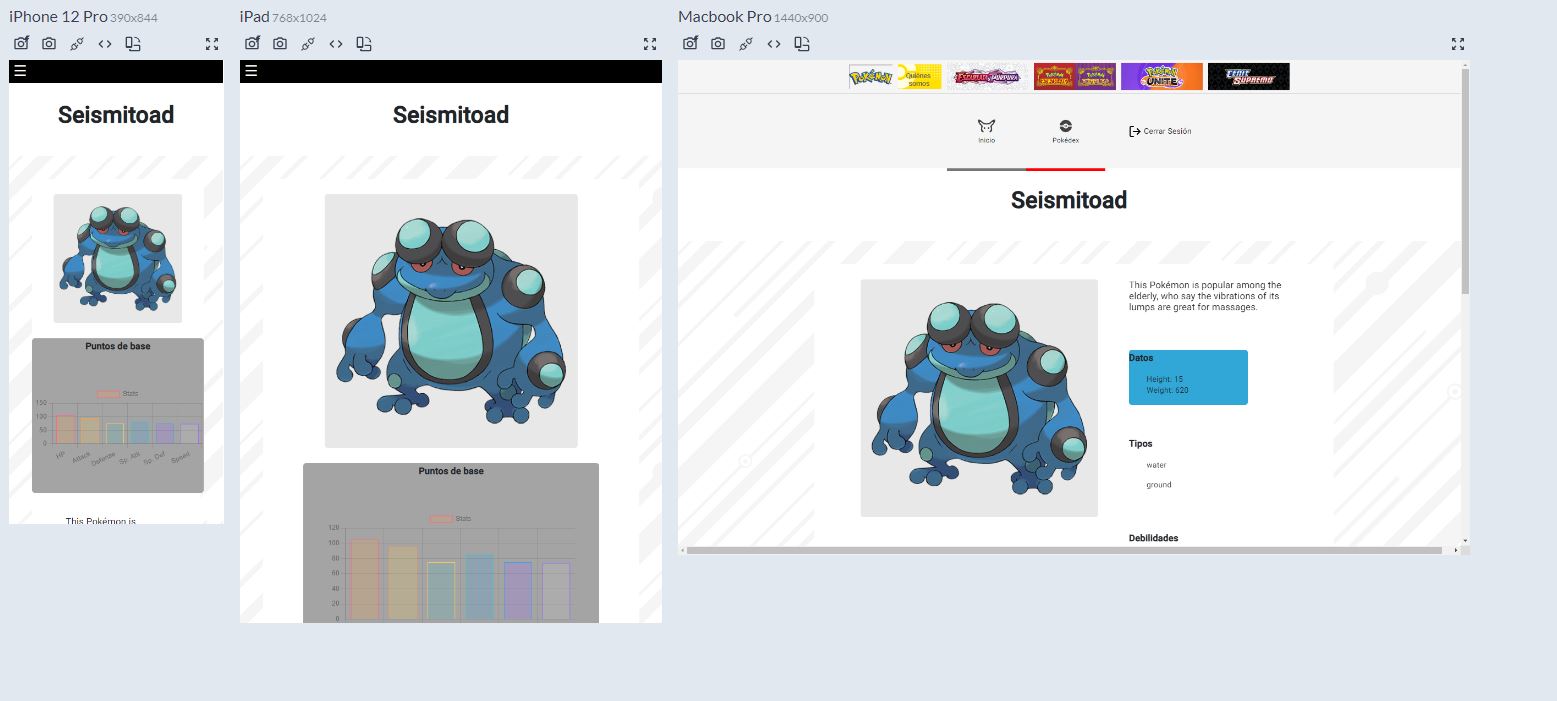 iPhone 12 Pro 390x844
Seismitoad
Puntos de base
Stats
150
100
50
0
HP
Attack
Defense
Sp. Atk
Sp. Def
Speed
This Pokémon is
iPad 768x1024
Seismitoad
Puntos de base
Stats
120
100
80
60
40
20
0
Macbook Pro 1440x900
Pokémon
Quiénes
somos
Escarlata Púrpura
Pokémon
UNITE
Cénit
Supremo
Inicio
Pokédex
Cerrar Sesión
Seismitoad
This Pokémon is popular among the
elderly, who say the vibrations of its
lumps are great for massages.
Datos
Height: 15
Weight: 620
Tipos
water
ground
Debilidades